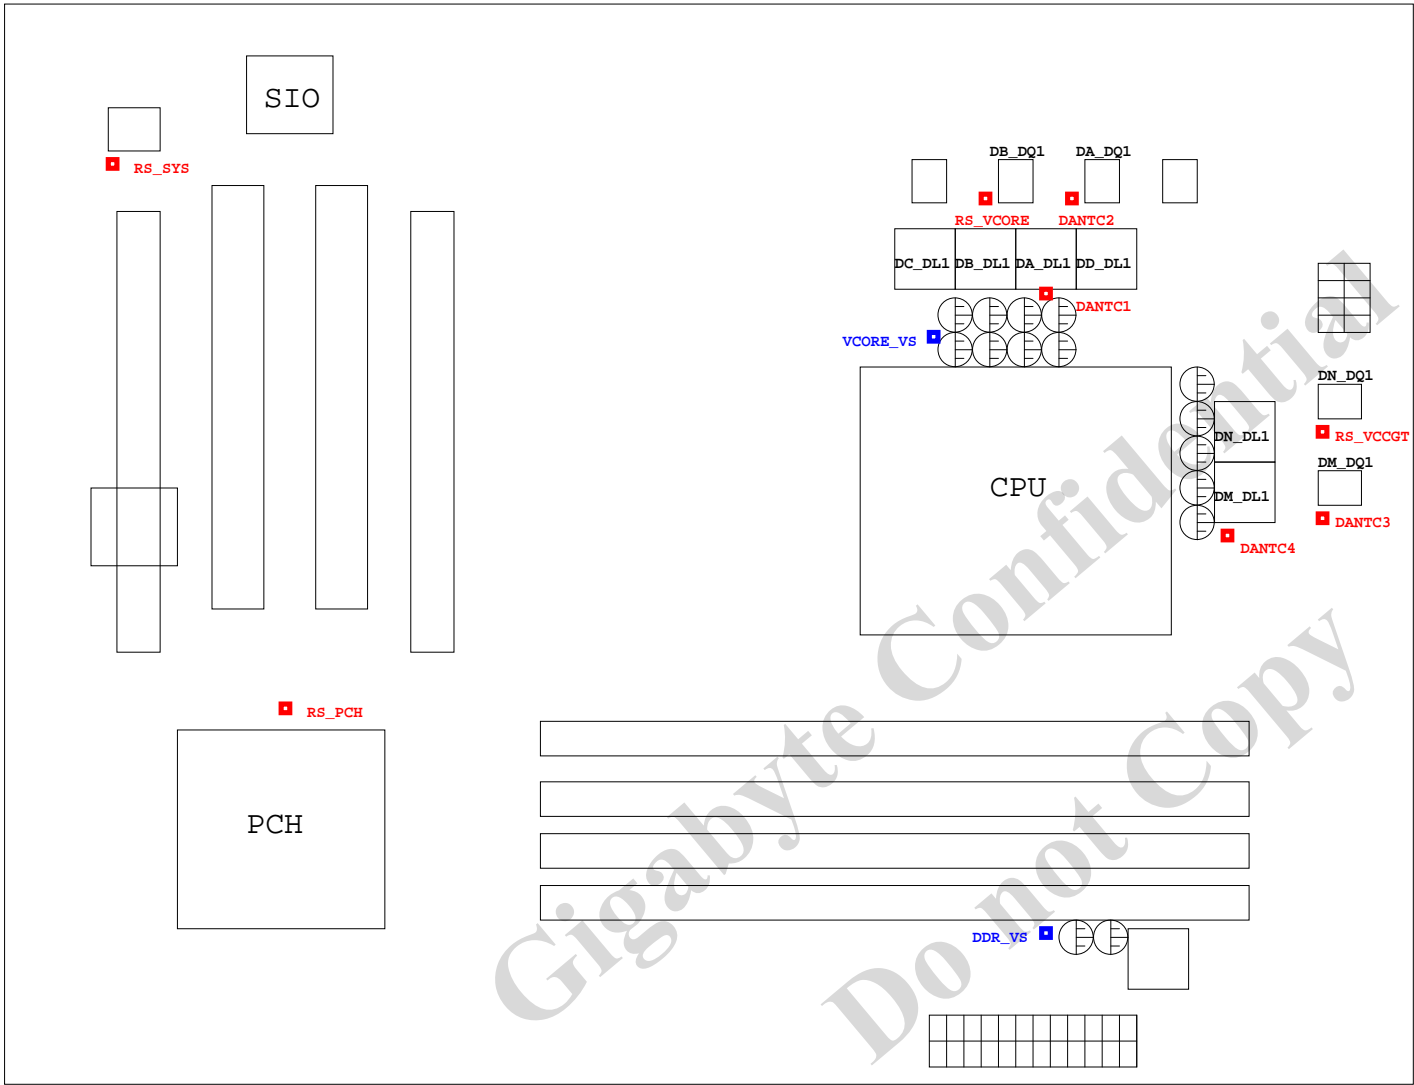 SIO
RS_SYS
DB_DQ1
DA_DQ1
RS_VCORE
DANTC2
DC_DL1
DB_DL1
DA_DL1
DD_DL1
DANTC1
VCORE_VS
DN_DQ1
RS_VCCGT
DN_DL1
DM_DQ1
CPU
DM_DL1
DANTC3
DANTC4
RS_PCH
PCH
DDR_VS
Gigabyte Confidential
Do not Copy